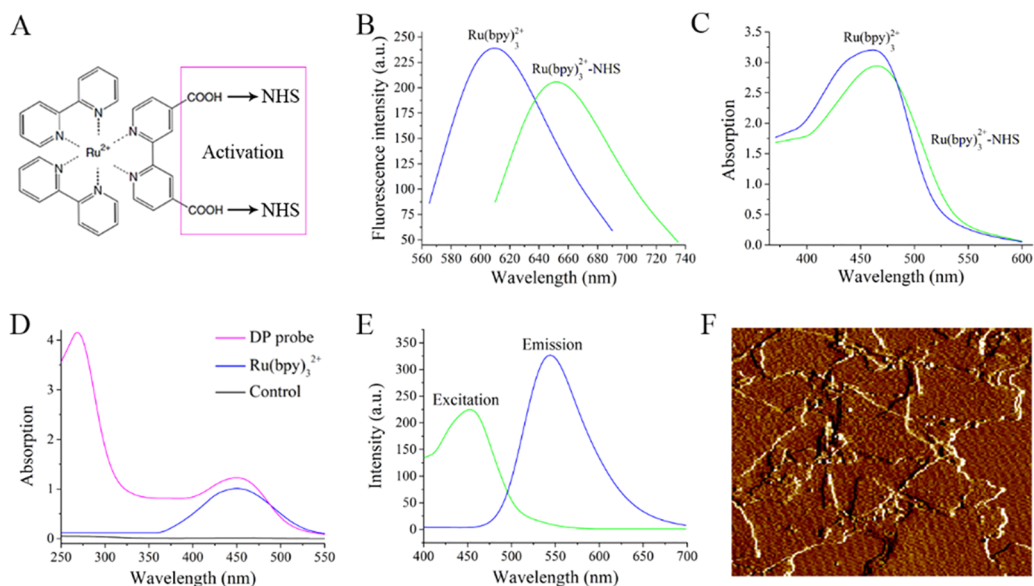 A
N
N
N
N
N
N
Ru2+
COOH → NHS
Activation
COOH → NHS
B
Ru(bpy)32+
Ru(bpy)32+-NHS
Fluorescence intensity (a.u.)
250
225
200
175
150
125
100
75
50
560 580 600 620 640 660 680 700 720 740
Wavelength (nm)
C
Ru(bpy)32+
Ru(bpy)32+-NHS
Absorption
3.5
3.0
2.5
2.0
1.5
1.0
0.5
0.0
400 450 500 550 600
Wavelength (nm)
D
DP probe
Ru(bpy)32+
Control
Absorption
4
3
2
1
0
250 300 350 400 450 500 550
Wavelength (nm)
E
Emission
Excitation
Intensity (a.u.)
350
300
250
200
150
100
50
0
400 450 500 550 600 650 700
Wavelength (nm)
F